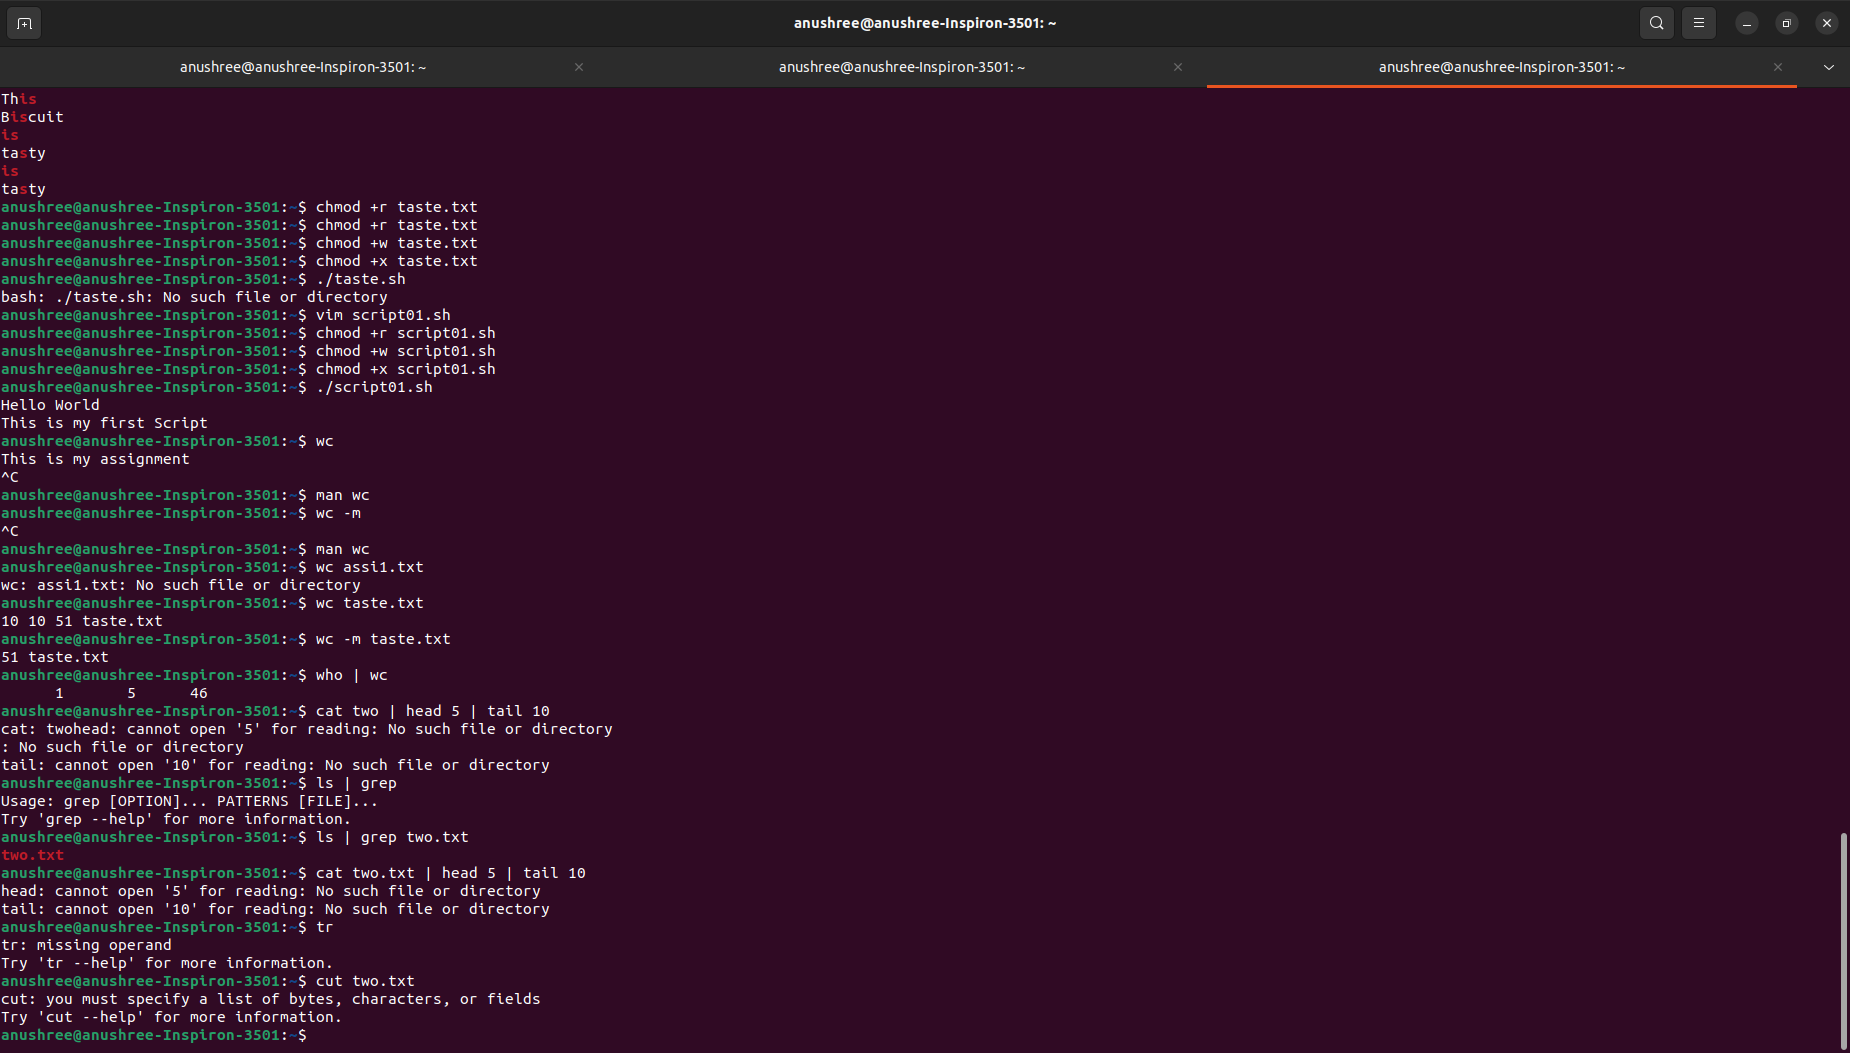 anushree@anushree-Inspiron-3501: ~
anushree@anushree-Inspiron-3501: ~
anushree@anushree-Inspiron-3501: ~
anushree@anushree-Inspiron-3501: ~
This
Biscuit
is
tasty
is
tasty
anushree@anushree-Inspiron-3501:~$ chmod +r taste.txt
anushree@anushree-Inspiron-3501:~$ chmod +r taste.txt
anushree@anushree-Inspiron-3501:~$ chmod +w taste.txt
anushree@anushree-Inspiron-3501:~$ chmod +x taste.txt
anushree@anushree-Inspiron-3501:~$ ./taste.sh
bash: ./taste.sh: No such file or directory
anushree@anushree-Inspiron-3501:~$ vim script01.sh
anushree@anushree-Inspiron-3501:~$ chmod +r script01.sh
anushree@anushree-Inspiron-3501:~$ chmod +w script01.sh
anushree@anushree-Inspiron-3501:~$ chmod +x script01.sh
anushree@anushree-Inspiron-3501:~$ ./script01.sh
Hello World
This is my first Script
anushree@anushree-Inspiron-3501:~$ wc
This is my assignment
^C
anushree@anushree-Inspiron-3501:~$ man wc
anushree@anushree-Inspiron-3501:~$ wc -m
^C
anushree@anushree-Inspiron-3501:~$ man wc
anushree@anushree-Inspiron-3501:~$ wc assi1.txt
wc: assi1.txt: No such file or directory
anushree@anushree-Inspiron-3501:~$ wc taste.txt
10 10 51 taste.txt
anushree@anushree-Inspiron-3501:~$ wc -m taste.txt
51 taste.txt
anushree@anushree-Inspiron-3501:~$ who | wc
      1       5      46
anushree@anushree-Inspiron-3501:~$ cat two | head 5 | tail 10
cat: twohead: cannot open '5' for reading: No such file or directory
: No such file or directory
tail: cannot open '10' for reading: No such file or directory
anushree@anushree-Inspiron-3501:~$ ls | grep
Usage: grep [OPTION]... PATTERNS [FILE]...
Try 'grep --help' for more information.
anushree@anushree-Inspiron-3501:~$ ls | grep two.txt
two.txt
anushree@anushree-Inspiron-3501:~$ cat two.txt | head 5 | tail 10
head: cannot open '5' for reading: No such file or directory
tail: cannot open '10' for reading: No such file or directory
anushree@anushree-Inspiron-3501:~$ tr
tr: missing operand
Try 'tr --help' for more information.
anushree@anushree-Inspiron-3501:~$ cut two.txt
cut: you must specify a list of bytes, characters, or fields
Try 'cut --help' for more information.
anushree@anushree-Inspiron-3501:~$